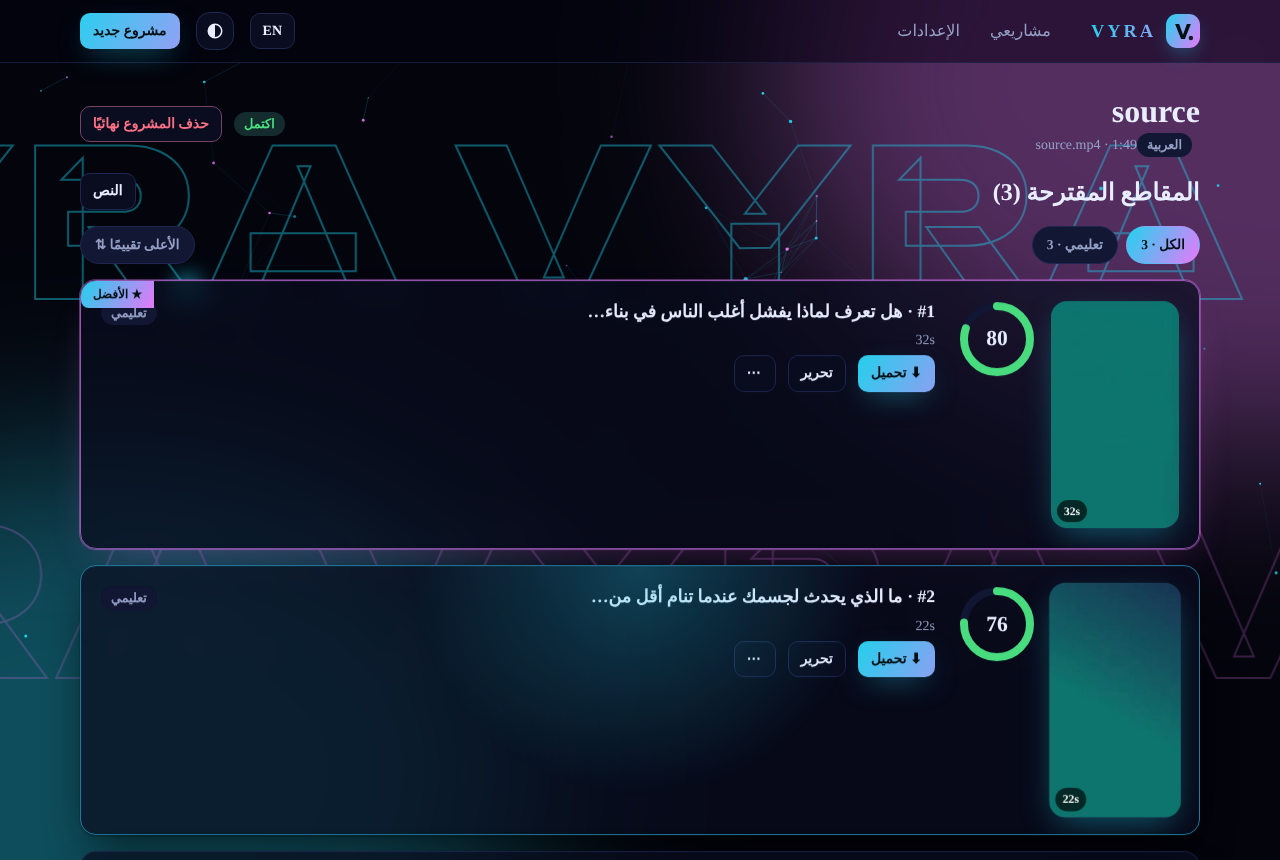 V. VYRA مشاريعي الإعدادات EN مشروع جديد
source اكتمل حذف المشروع نهائيًا
العربية source.mp4 · 1:49
المقاطع المقترحة (3) النص
الكل · 3 تعليمي · 3 الأعلى تقييمًا ⇅
VYRA VYRA
★ الأفضل
80 #1 · هل تعرف لماذا يفشل أغلب الناس في بناء… تعليمي
32s
⬇ تحميل تحرير ⋯
32s
76 #2 · ما الذي يحدث لجسمك عندما تنام أقل من… تعليمي
22s
⬇ تحميل تحرير ⋯
22s